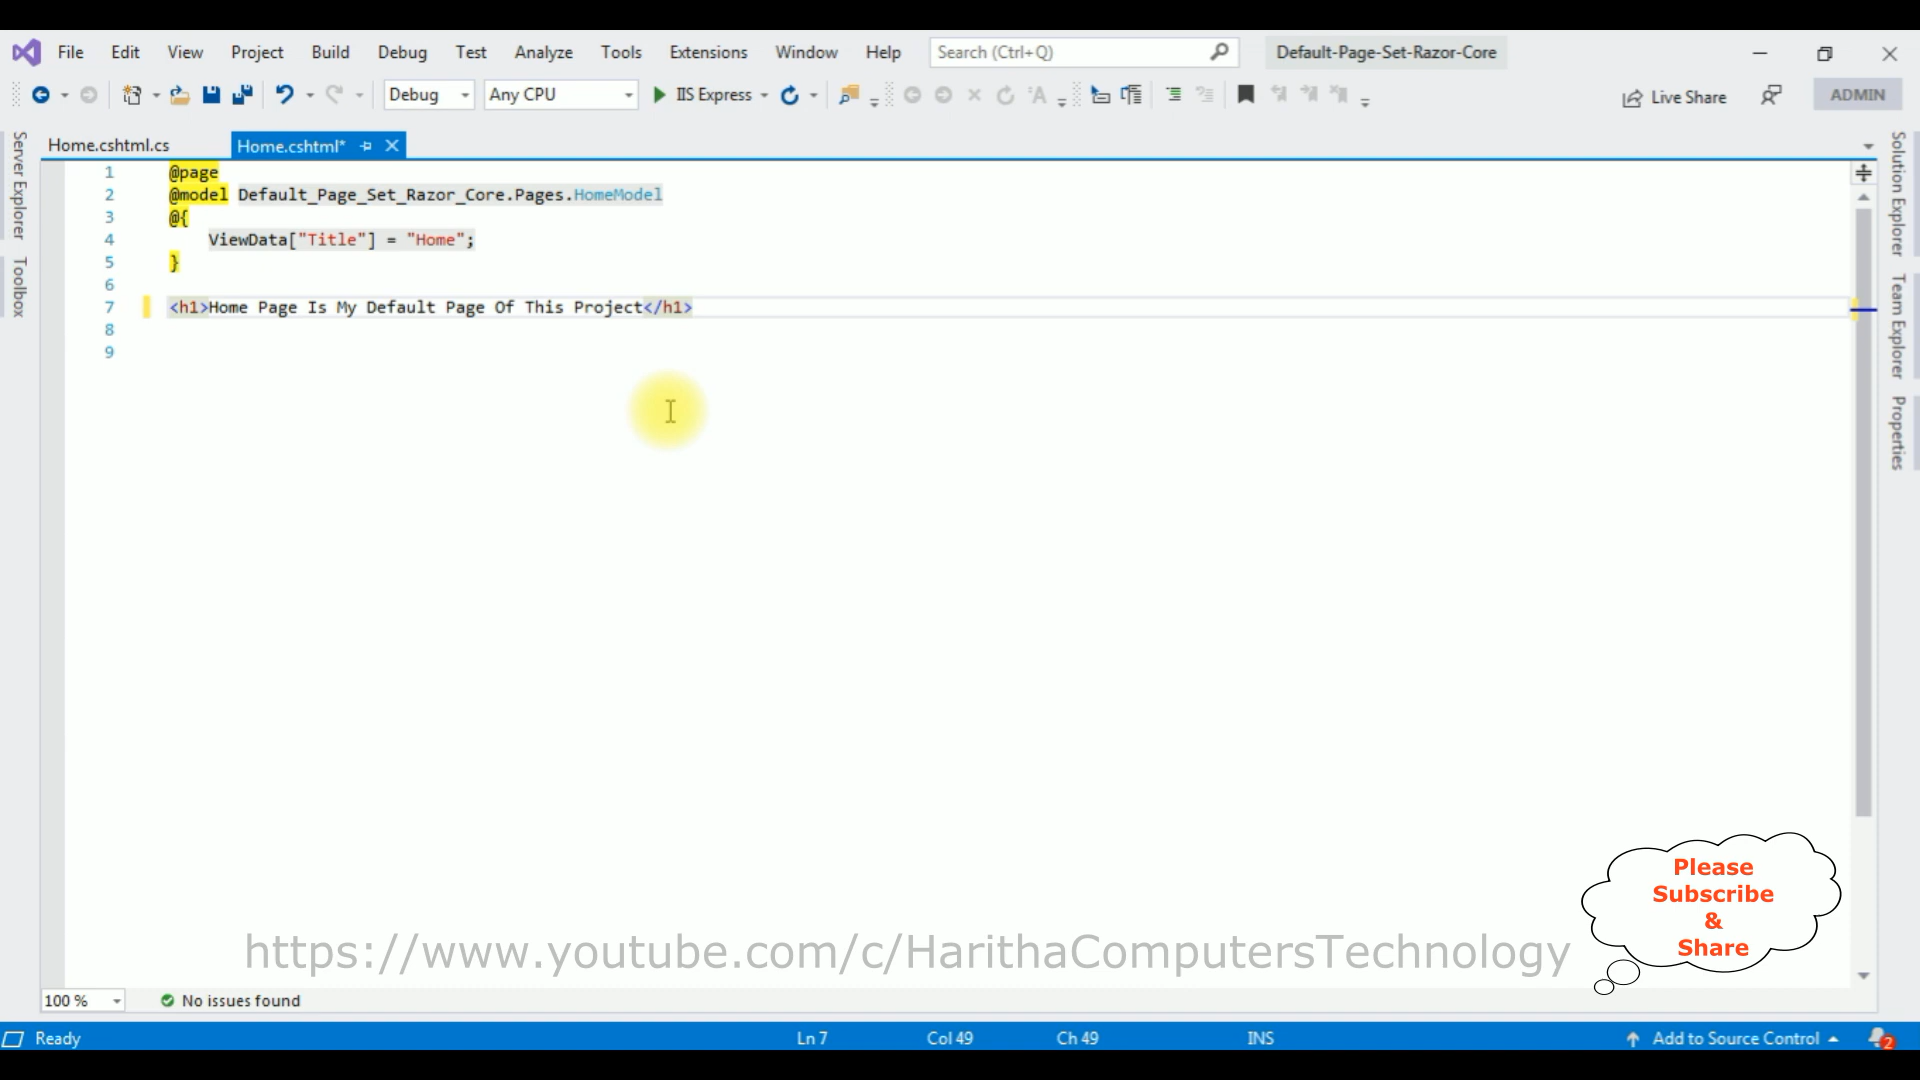 File Edit View Project Build Debug Test Analyze Tools Extensions Window Help Search (Ctrl+Q) Default-Page-Set-Razor-Core
Debug Any CPU IIS Express Live Share ADMIN
Server Explorer
Toolbox
Home.cshtml.cs Home.cshtml*
1 @page
2 @model Default_Page_Set_Razor_Core.Pages.HomeModel
3 @{
4 ViewData["Title"] = "Home";
5 }
6
7 <h1>Home Page Is My Default Page Of This Project</h1>
8
9
Solution Explorer
Team Explorer
Properties
Please
Subscribe
&
Share
https://www.youtube.com/c/HarithaComputersTechnology
100 % No issues found
Ready Ln 7 Col 49 Ch 49 INS Add to Source Control 2